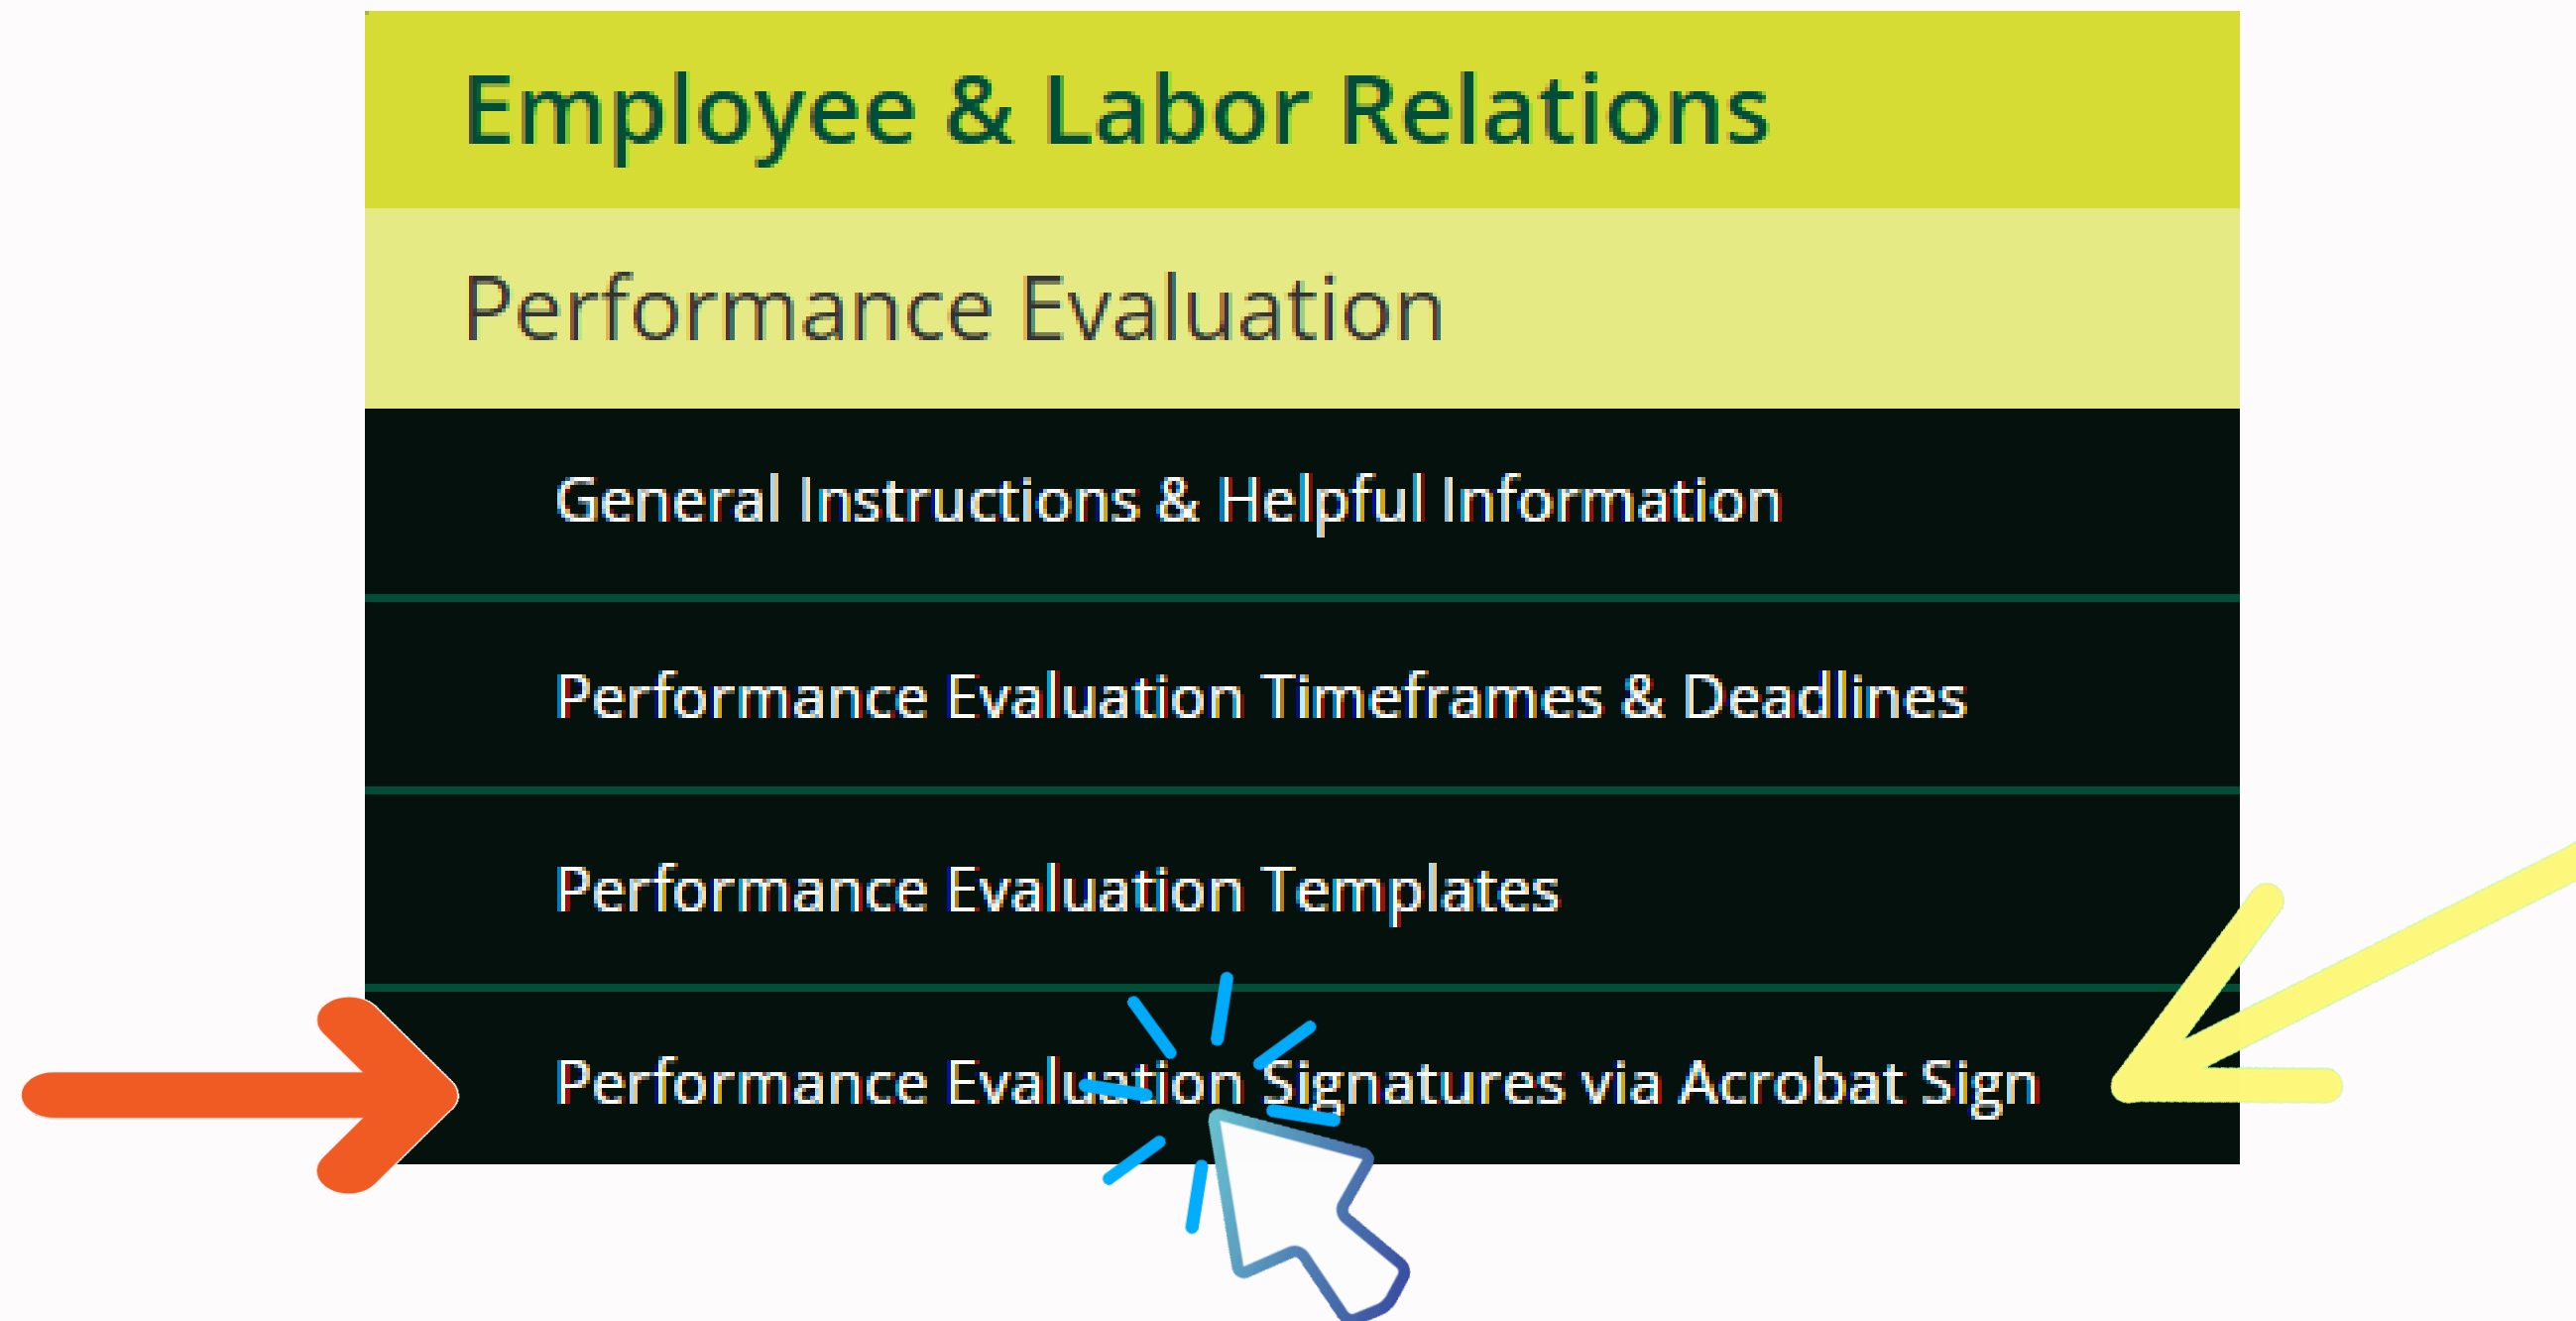 Employee & Labor Relations
Performance Evaluation
General Instructions & Helpful Information
Performance Evaluation Timeframes & Deadlines
Performance Evaluation Templates
Performance Evaluation Signatures via Acrobat Sign